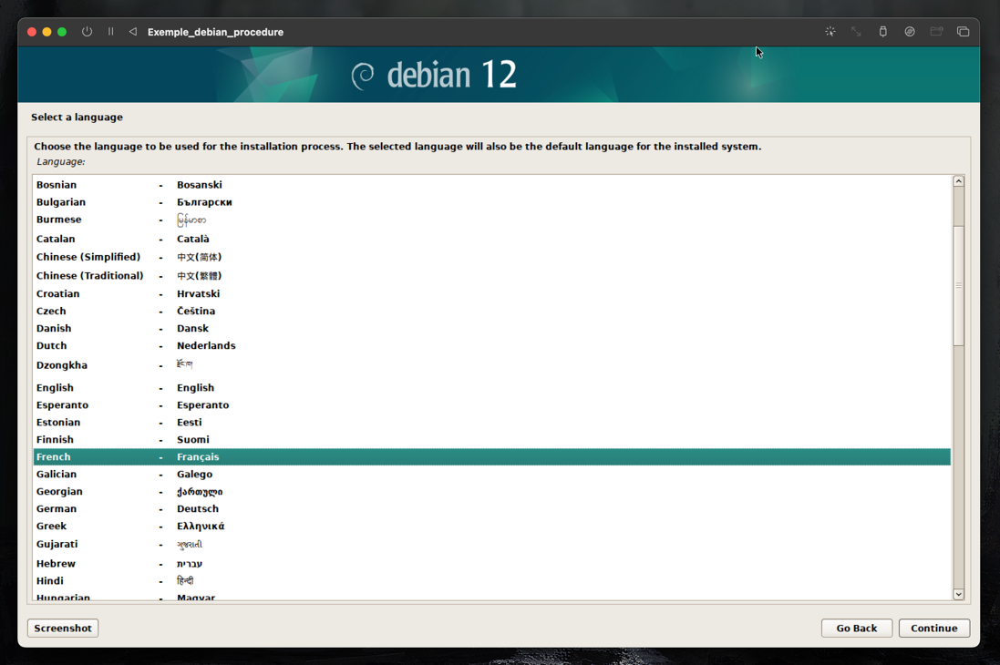 Exemple_debian_procedure
debian 12
Select a language
Choose the language to be used for the installation process. The selected language will also be the default language for the installed system.
Language:
Bosnian - Bosanski
Bulgarian - Български
Burmese - မြန်မာစာ
Catalan - Català
Chinese (Simplified) - 中文(简体)
Chinese (Traditional) - 中文(繁體)
Croatian - Hrvatski
Czech - Čeština
Danish - Dansk
Dutch - Nederlands
Dzongkha - རྫོང་ཁ།
English - English
Esperanto - Esperanto
Estonian - Eesti
Finnish - Suomi
French - Français
Galician - Galego
Georgian - ქართული
German - Deutsch
Greek - Ελληνικά
Gujarati - ગુજરાતી
Hebrew - עברית
Hindi - हिन्दी
Hungarian - Magyar
Screenshot
Go Back
Continue